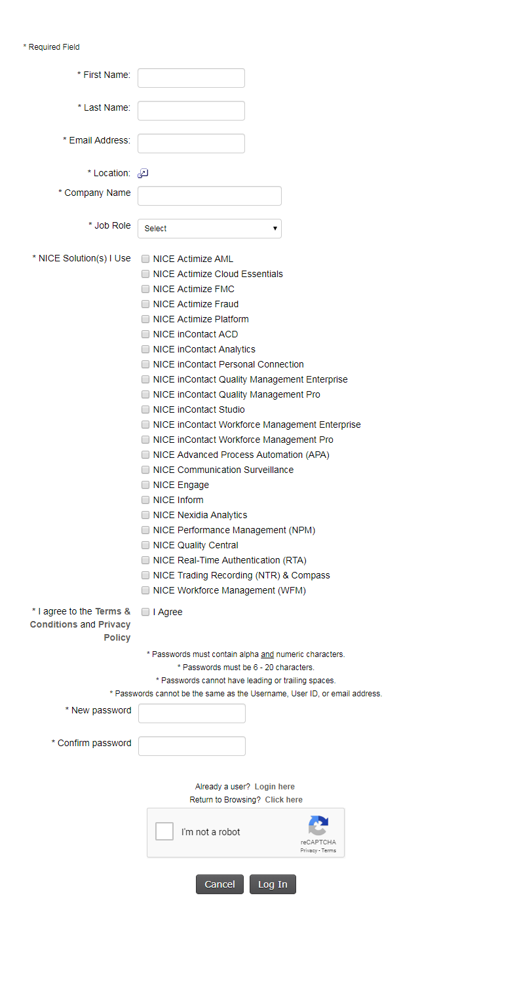 * Required Field
* First Name:
* Last Name:
* Email Address:
* Location:
* Company Name
* Job Role Select
* NICE Solution(s) I Use NICE Actimize AML
NICE Actimize Cloud Essentials
NICE Actimize FMC
NICE Actimize Fraud
NICE Actimize Platform
NICE inContact ACD
NICE inContact Analytics
NICE inContact Personal Connection
NICE inContact Quality Management Enterprise
NICE inContact Quality Management Pro
NICE inContact Studio
NICE inContact Workforce Management Enterprise
NICE inContact Workforce Management Pro
NICE Advanced Process Automation (APA)
NICE Communication Surveillance
NICE Engage
NICE Inform
NICE Nexidia Analytics
NICE Performance Management (NPM)
NICE Quality Central
NICE Real-Time Authentication (RTA)
NICE Trading Recording (NTR) & Compass
NICE Workforce Management (WFM)
* I agree to the Terms & I Agree
Conditions and Privacy
Policy
* Passwords must contain alpha and numeric characters.
* Passwords must be 6 - 20 characters.
* Passwords cannot have leading or trailing spaces.
* Passwords cannot be the same as the Username, User ID, or email address.
* New password
* Confirm password
Already a user? Login here
Return to Browsing? Click here
I'm not a robot
reCAPTCHA
Privacy - Terms
Cancel Log In